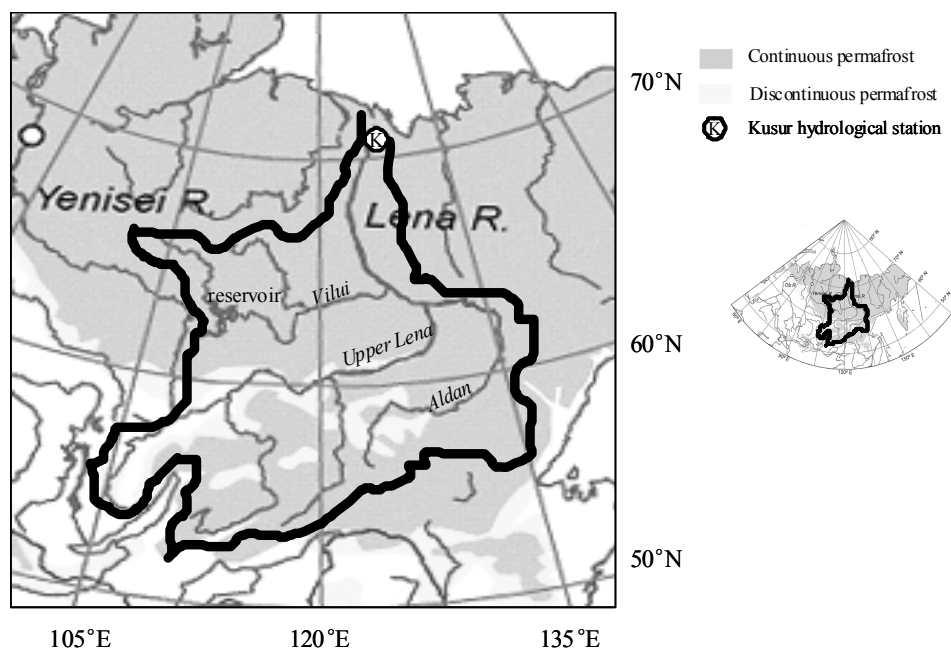 Continuous permafrost
70°N
Discontinuous permafrost
K
Kusur hydrological station
K
Yenisei R.
Lena R.
reservoir
Vilui
Upper Lena
60°N
Aldan
50°N
105°E
120°E
135°E
120°E